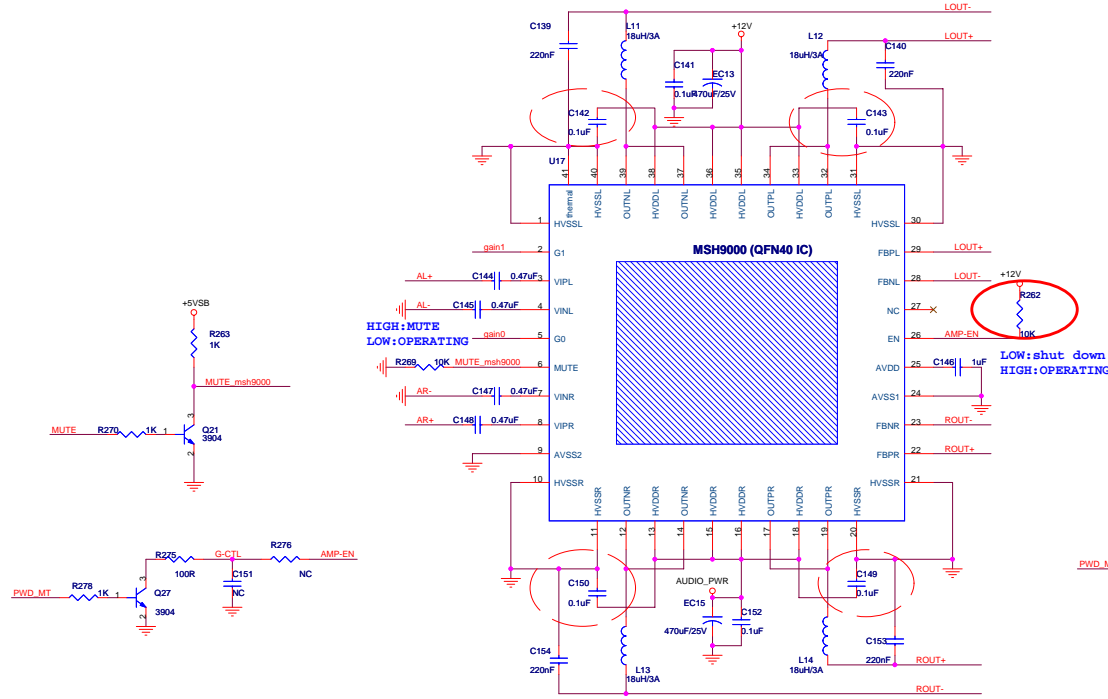 LOUT-
C139
L11
18uH/3A
220nF
+12V
L12
18uH/3A
LOUT+
C140
220nF
C141
0.1uF
EC13
470uF/25V
C142
0.1uF
C143
0.1uF
U17
41
40
39
38
37
36
35
34
33
32
31
thermal
HVSSL
OUTNL
HVDDL
OUTNL
HVDDL
HVDDL
OUTPL
HVDDL
OUTPL
HVSSL
MSH9000 (QFN40 IC)
1
HVSSL
HVSSL
30
gain1
2
G1
FBPL
29
LOUT+
AL+
C144
0.47uF
3
VIPL
FBNL
28
LOUT-
+12V
AL-
C145
0.47uF
4
VINL
NC
27
R262
10K
HIGH:MUTE
LOW:OPERATING
gain0
5
G0
EN
26
AMP-EN
LOW:shut down
HIGH:OPERATING
R269
10K
MUTE_msh9000
6
MUTE
AVDD
25
C146
1uF
AR-
C147
0.47uF
7
VINR
AVSS1
24
AR+
C148
0.47uF
8
VIPR
FBNR
23
ROUT-
9
AVSS2
FBPR
22
ROUT+
10
HVSSR
HVSSR
21
HVSSR
OUTNR
HVDDR
OUTNR
HVDDR
HVDDR
OUTPR
HVDDR
OUTPR
HVSSR
11
12
13
14
15
16
17
18
19
20
+5VSB
R263
1K
MUTE_msh9000
MUTE
R270
1K
1
3
Q21
3904
2
R275
100R
G-CTL
R276
NC
AMP-EN
C151
NC
PWD_MT
R278
1K
1
3
Q27
3904
2
C150
0.1uF
AUDIO_PWR
EC15
470uF/25V
C152
0.1uF
C149
0.1uF
PWD_M
C154
220nF
L13
18uH/3A
L14
18uH/3A
C153
220nF
ROUT+
ROUT-